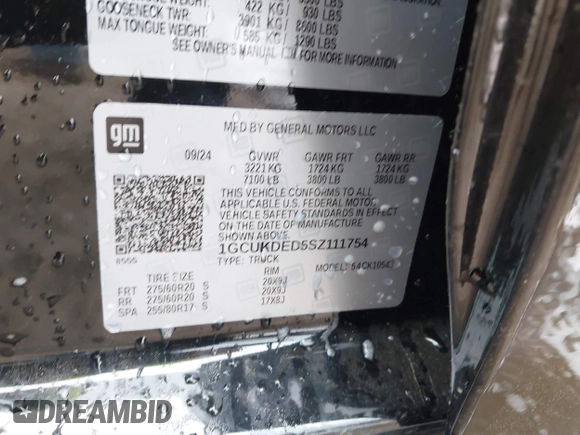 422 KG/ 930 LBS
GOOSENECK TWR: 3901 KG/ 8600 LBS
MAX TONGUE WEIGHT: 585 KG/ 1290 LBS
SEE OWNER'S MANUAL FOR MORE INFORMATION
gm
MFD BY GENERAL MOTORS LLC
09/24 GVWR GAWR FRT GAWR RR
3221 KG 1724 KG 1724 KG
7100 LB 3800 LB 3800 LB
THIS VEHICLE CONFORMS TO ALL
APPLICABLE U.S. FEDERAL MOTOR
VEHICLE SAFETY STANDARDS IN
EFFECT ON THE DATE OF
1GCUKDED5SZ111754
TYPE: TRUCK MODEL:
TIRE SIZE RIM
FRT 275/60R20 S 20X9J
RR 275/60R20 S 20X9J
SPA 255/80R17 S 17X8J
DREAMBID